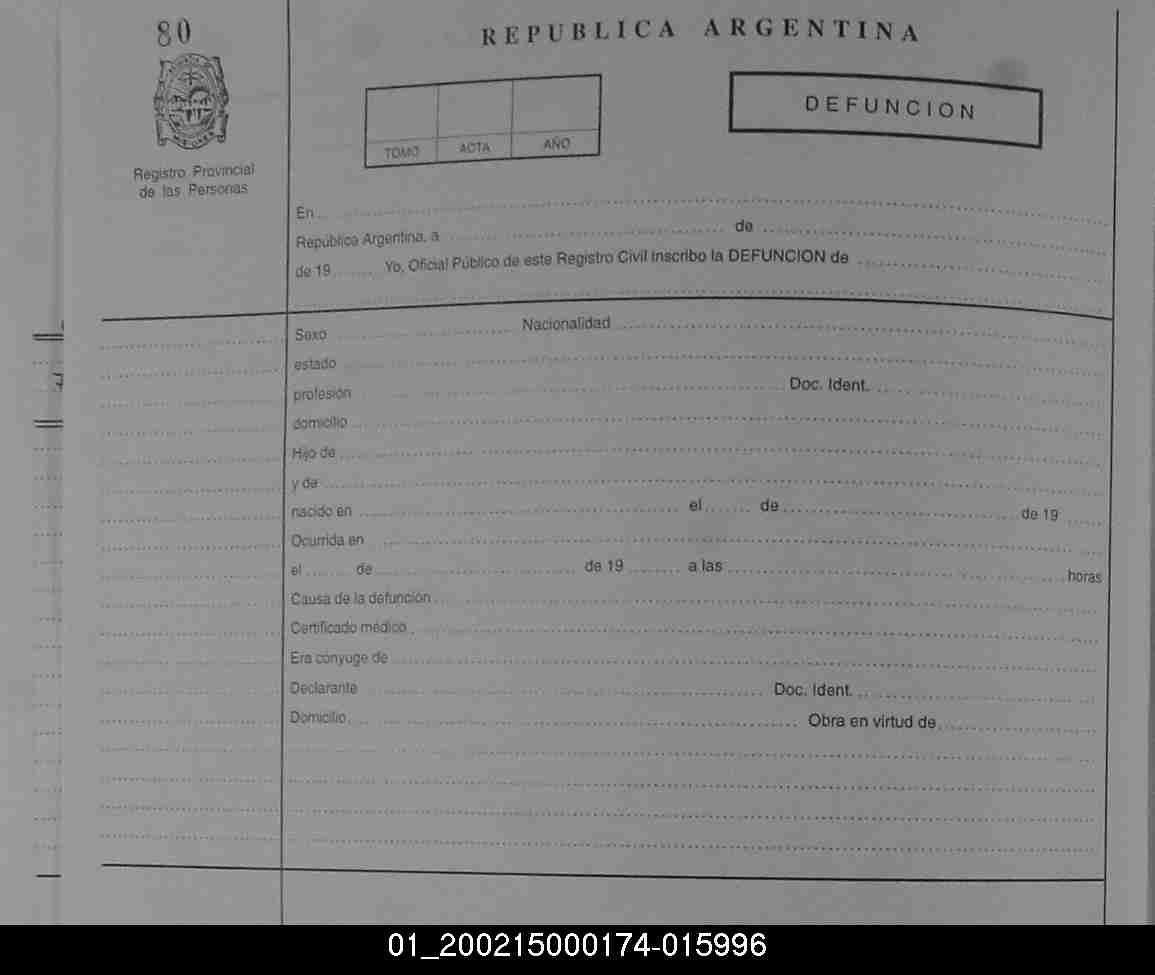 80
REPUBLICA ARGENTINA
DEFUNCION
TOMO ACTA AÑO
Registro Provincial
de las Personas
En
República Argentina, a de
de 19 Yo, Oficial Público de este Registro Civil inscribo la DEFUNCION de
Sexo Nacionalidad
estado
profesión Doc. Ident.
domicilio
Hijo de
y de
nacido en el de de 19
Ocurrida en
el de de 19 a las horas
Causa de la defunción
Certificado médico
Era cónyuge de
Declarante Doc. Ident.
Domicilio Obra en virtud de
01_200215000174-015996